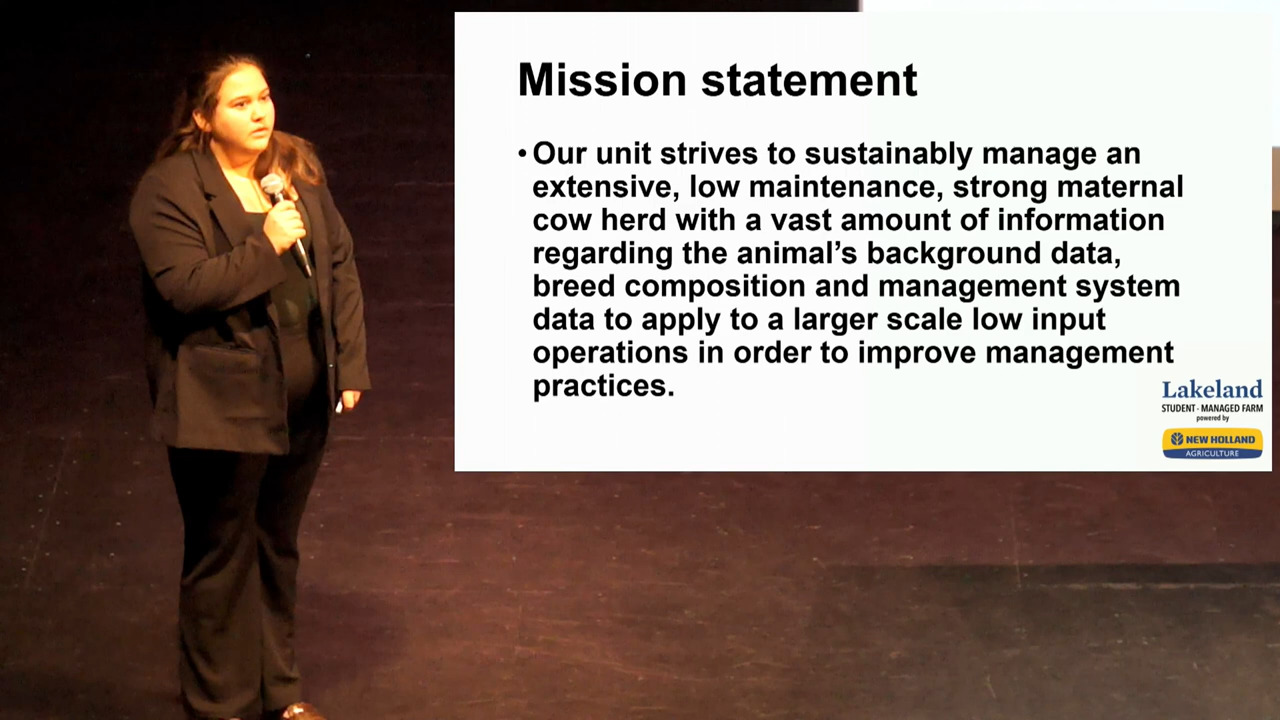 Mission statement
• Our unit strives to sustainably manage an
extensive, low maintenance, strong maternal
cow herd with a vast amount of information
regarding the animal’s background data,
breed composition and management system
data to apply to a larger scale low input
operations in order to improve management
practices.
Lakeland
STUDENT-MANAGED FARM
powered by
NEW HOLLAND
AGRICULTURE